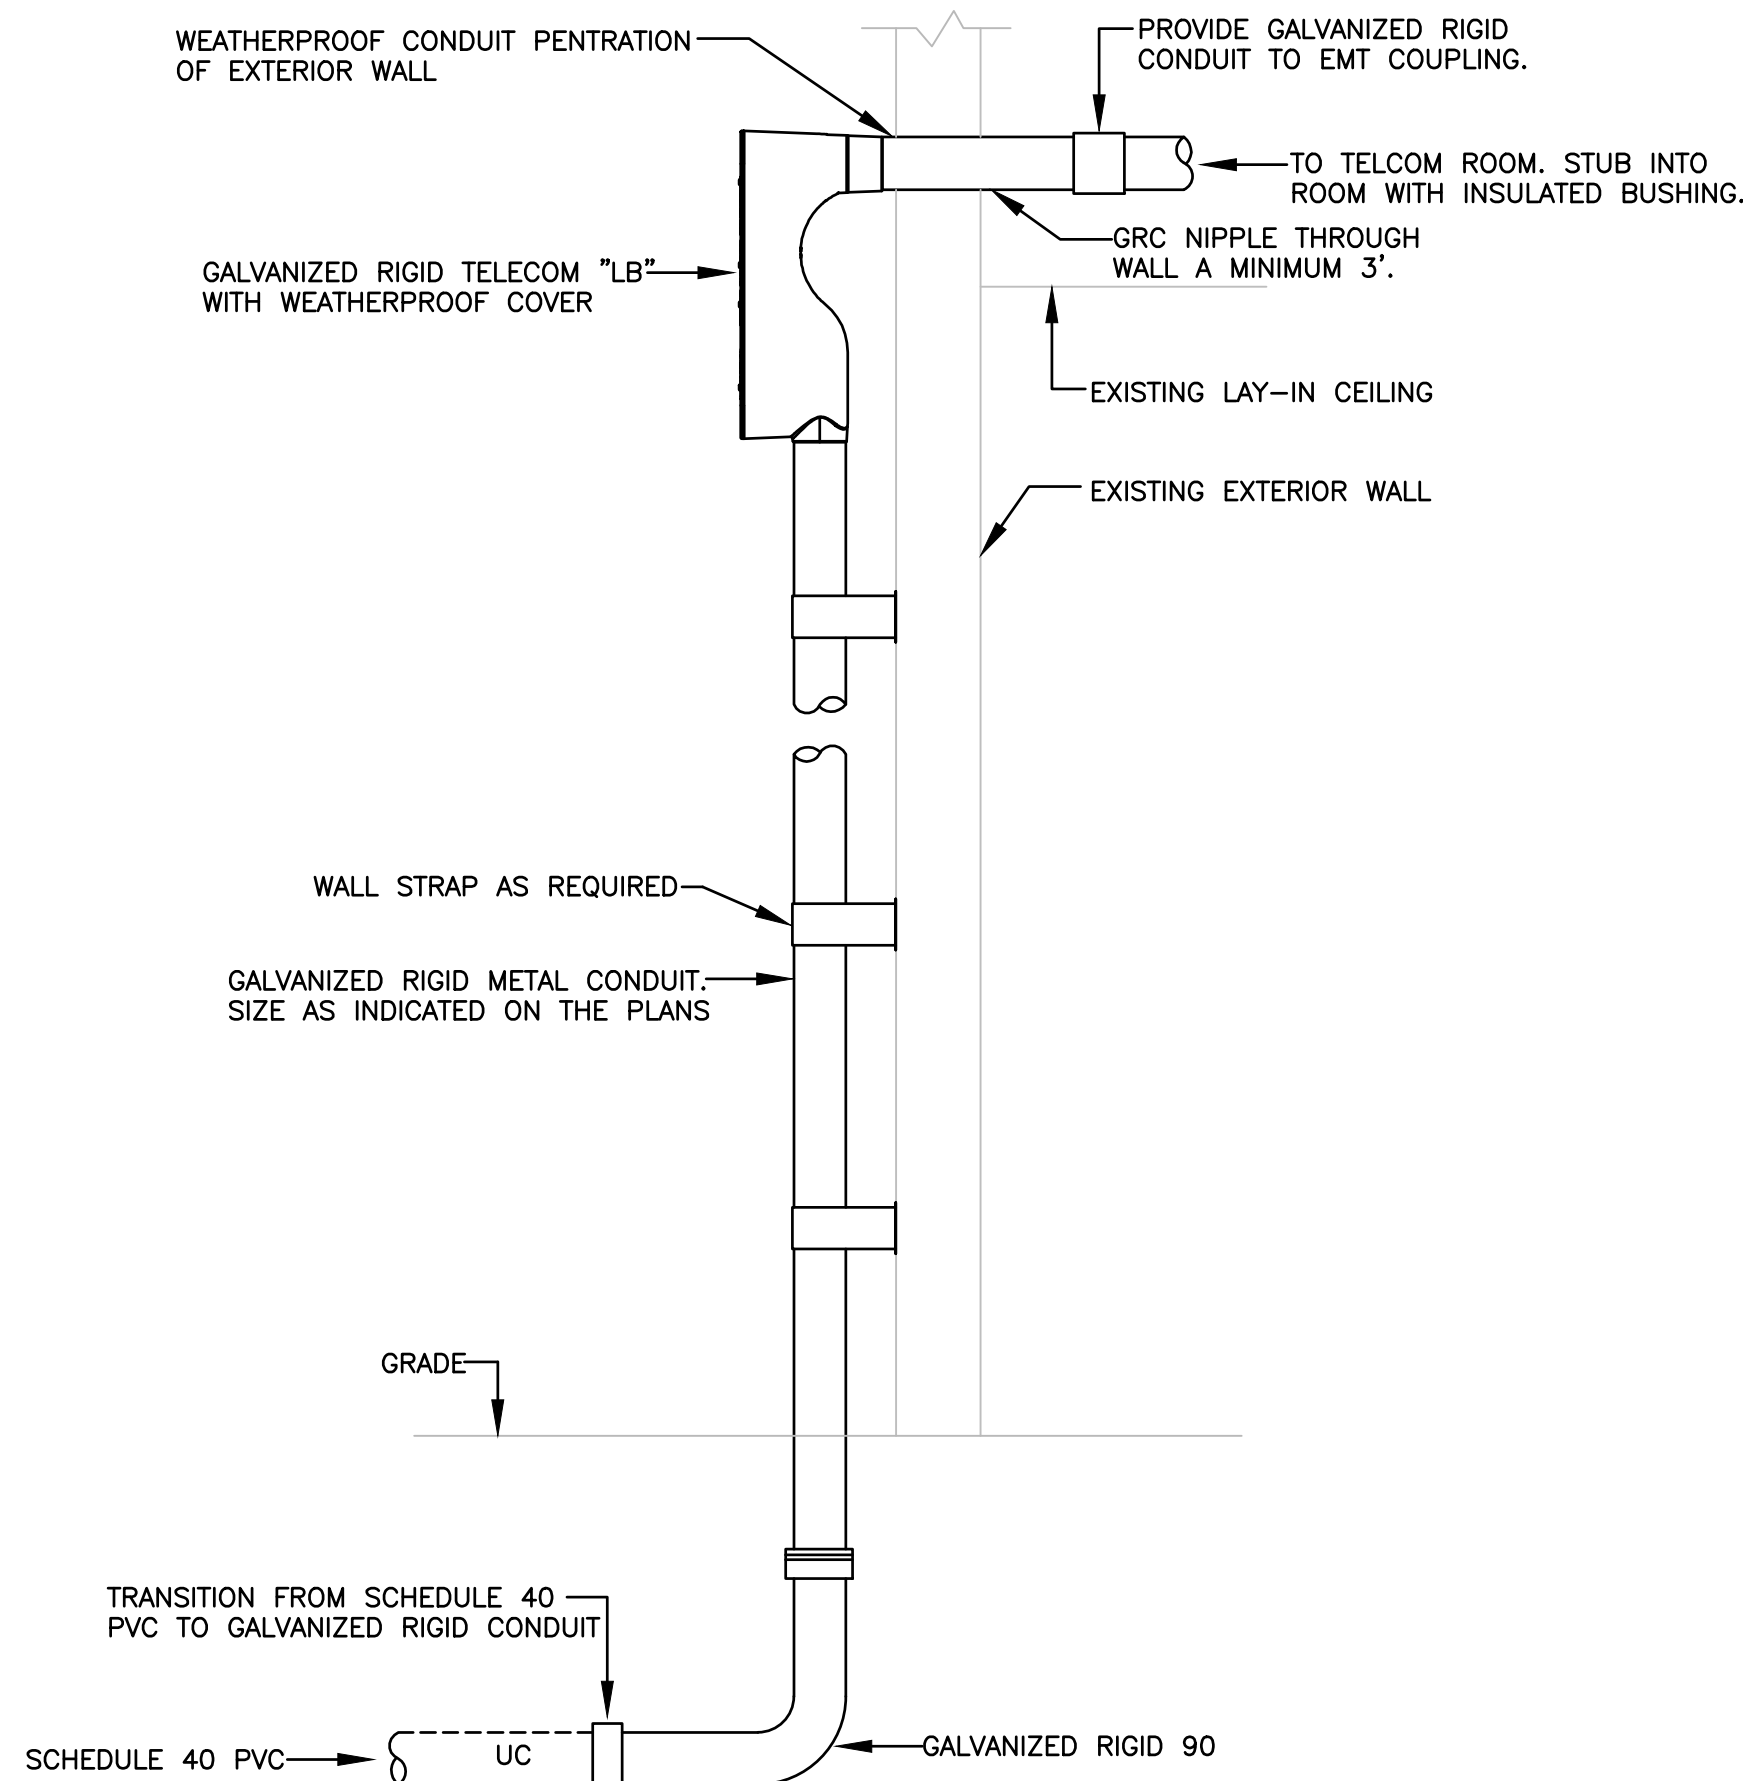 WEATHERPROOF CONDUIT PENTRATION
OF EXTERIOR WALL
PROVIDE GALVANIZED RIGID
CONDUIT TO EMT COUPLING.
TO TELCOM ROOM. STUB INTO
ROOM WITH INSULATED BUSHING.
GRC NIPPLE THROUGH
WALL A MINIMUM 3'.
GALVANIZED RIGID TELECOM "LB"
WITH WEATHERPROOF COVER
EXISTING LAY-IN CEILING
EXISTING EXTERIOR WALL
WALL STRAP AS REQUIRED
GALVANIZED RIGID METAL CONDUIT.
SIZE AS INDICATED ON THE PLANS
GRADE
TRANSITION FROM SCHEDULE 40
PVC TO GALVANIZED RIGID CONDUIT
SCHEDULE 40 PVC
UC
GALVANIZED RIGID 90